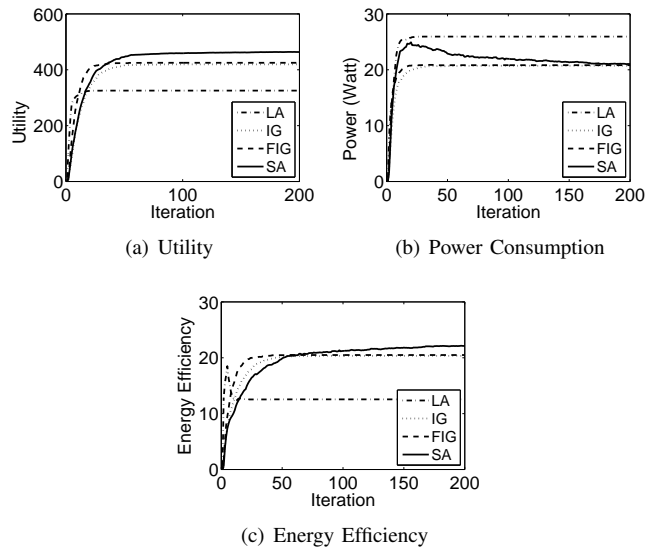 600
400
200
0
Utility
0
100
200
Iteration
LA
IG
FIG
SA
(a) Utility
30
20
10
0
Power (Watt)
0
50
100
150
200
Iteration
LA
IG
FIG
SA
(b) Power Consumption
30
20
10
0
Energy Efficiency
0
50
100
150
200
Iteration
LA
IG
FIG
SA
(c) Energy Efficiency